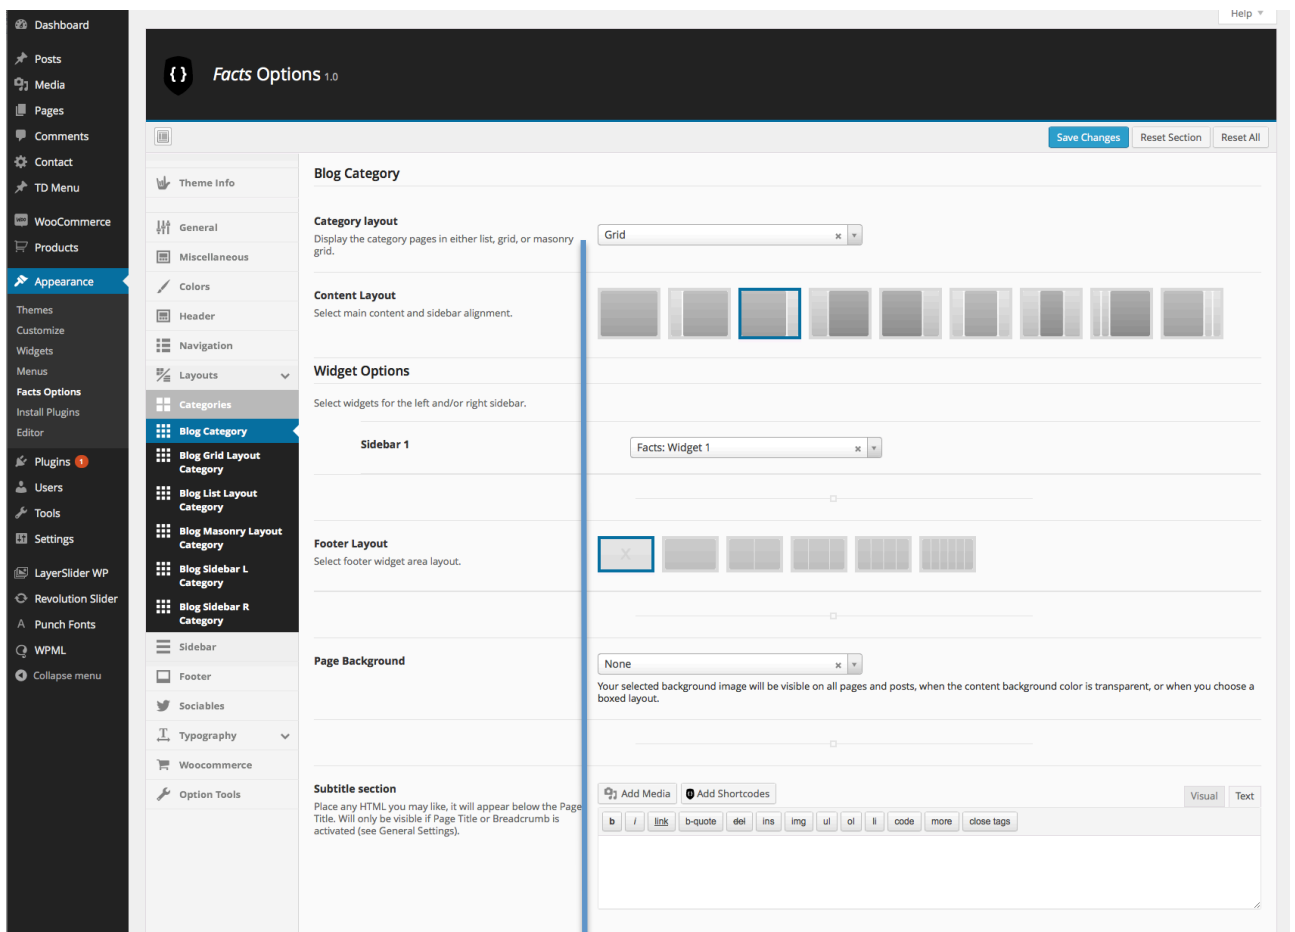 Help
Dashboard
Posts
Media
Pages
Comments
Contact
TD Menu
WooCommerce
Products
Appearance
Themes
Customize
Widgets
Menus
Facts Options
Install Plugins
Editor
Plugins 1
Users
Tools
Settings
LayerSlider WP
Revolution Slider
Punch Fonts
WPML
Collapse menu
{} Facts Options 1.0
Save Changes Reset Section Reset All
Theme Info
General
Miscellaneous
Colors
Header
Navigation
Layouts
Categories
Blog Category
Blog Grid Layout
Category
Blog List Layout
Category
Blog Masonry Layout
Category
Blog Sidebar L
Category
Blog Sidebar R
Category
Sidebar
Footer
Sociables
Typography
Woocommerce
Option Tools
Blog Category
Category layout
Display the category pages in either list, grid, or masonry
grid.
Grid
Content Layout
Select main content and sidebar alignment.
Widget Options
Select widgets for the left and/or right sidebar.
Sidebar 1
Facts: Widget 1
Footer Layout
Select footer widget area layout.
X
Page Background
None
Your selected background image will be visible on all pages and posts, when the content background color is transparent, or when you choose a
boxed layout.
Subtitle section
Place any HTML you may like, it will appear below the Page
Title. Will only be visible if Page Title or Breadcrumb is
activated (see General Settings).
Add Media Add Shortcodes
Visual Text
b i link b-quote del ins img ul ol li code more close tags